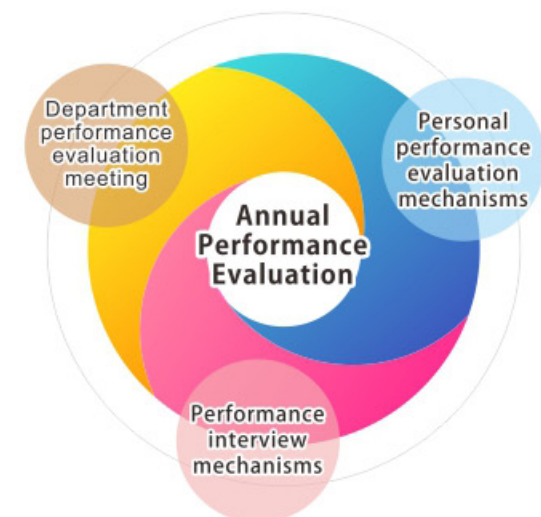 Department
performance
evaluation
meeting
Personal
performance
evaluation
mechanisms
Annual
Performance
Evaluation
Performance
interview
mechanisms